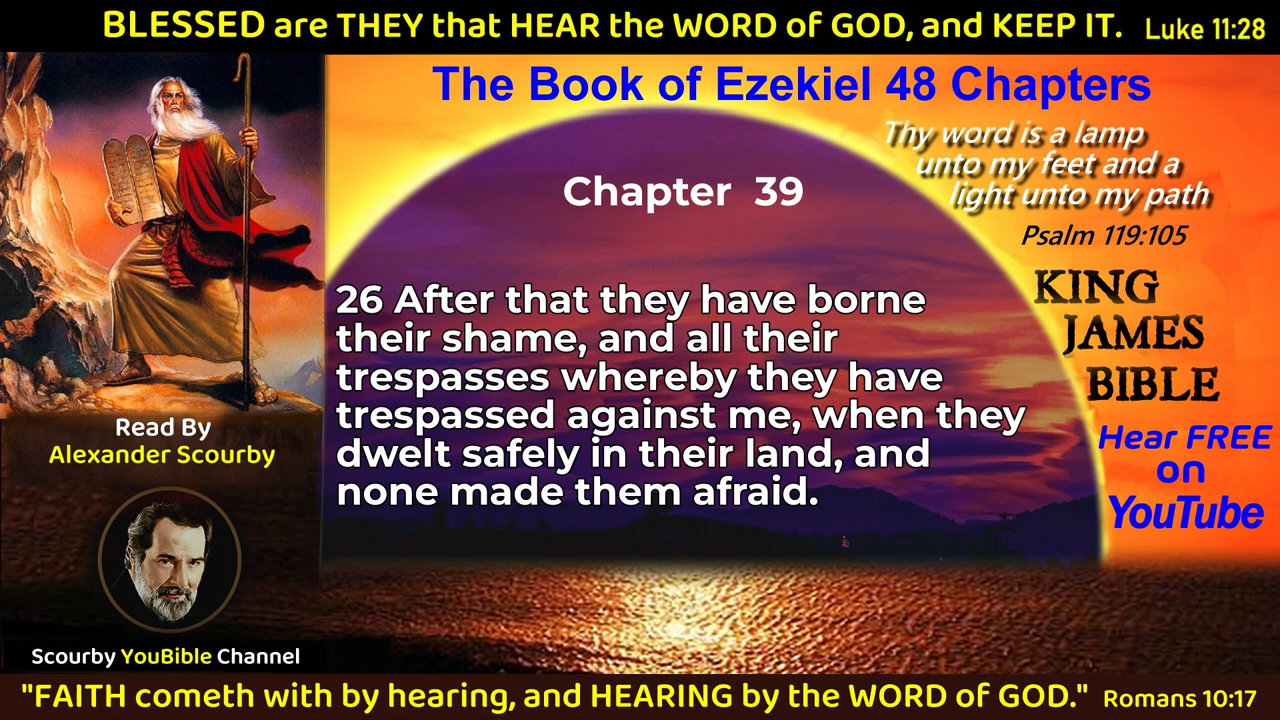 BLESSED are THEY that HEAR the WORD of GOD, and KEEP IT. Luke 11:28
The Book of Ezekiel 48 Chapters
Thy word is a lamp
unto my feet and a
light unto my path
Psalm 119:105
Chapter 39
26 After that they have borne
their shame, and all their
trespasses whereby they have
trespassed against me, when they
dwelt safely in their land, and
none made them afraid.
KING
JAMES
BIBLE
Hear FREE
on
YouTube
Read By
Alexander Scourby
Scourby YouBible Channel
"FAITH cometh with by hearing, and HEARING by the WORD of GOD." Romans 10:17